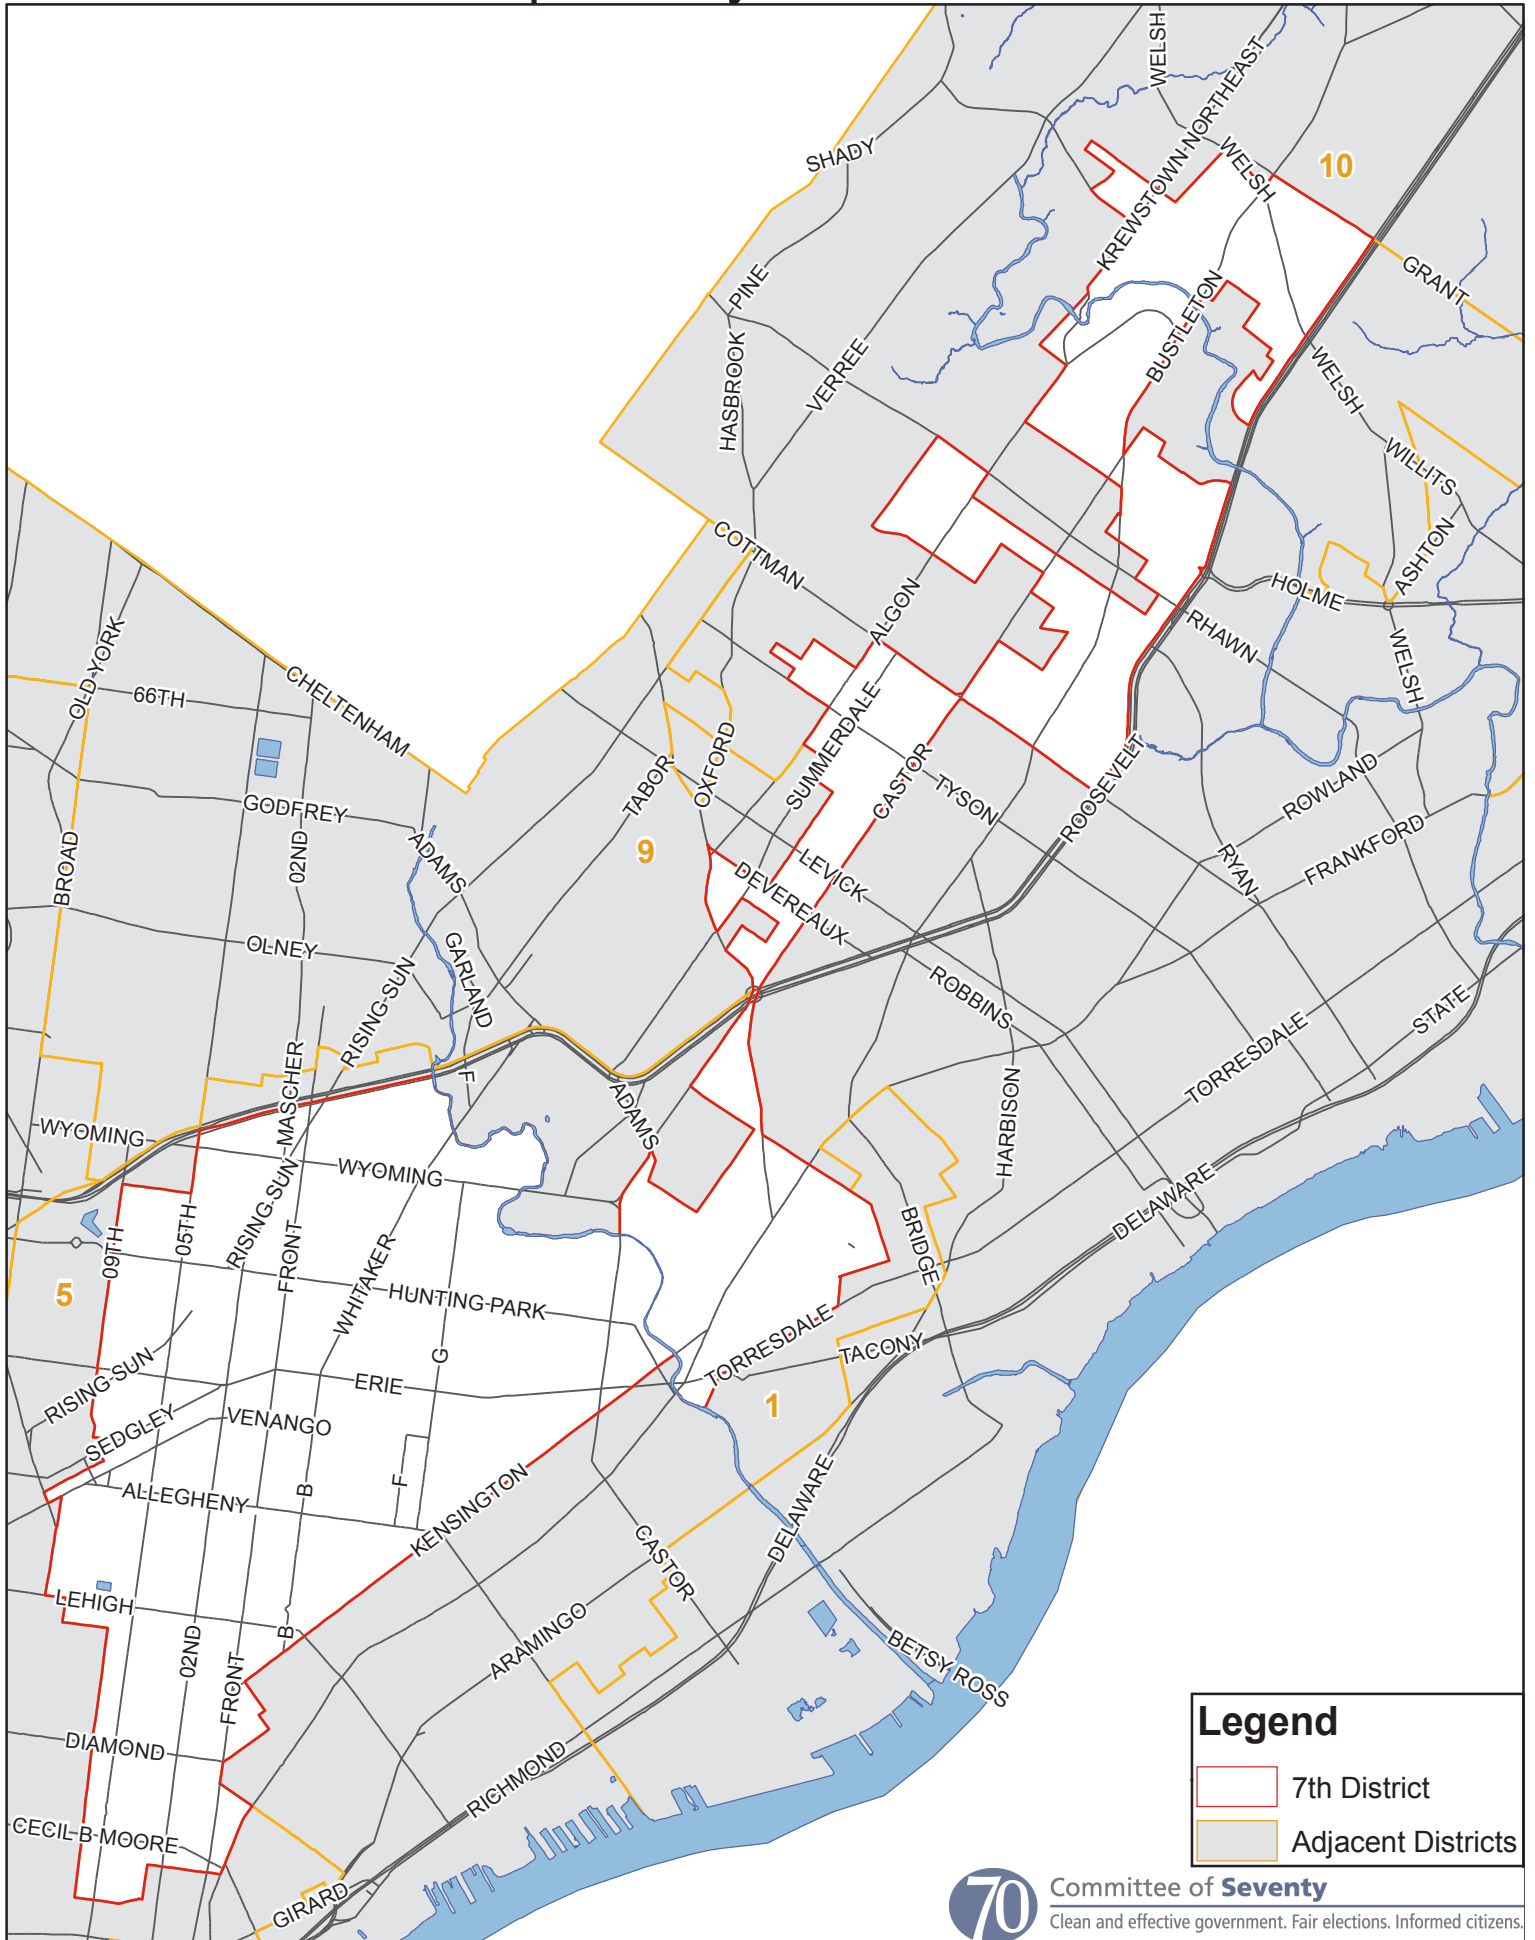 WELSH
KREWSTOWN-NORTHEAST
SHADY
WELSH
10
PINE
GRANT
HASBROOK
VERREE
BUSTLETON
WELSH
WILLITS
COTTMAN
ASHTON
ALGON
HOLME
RHAWN
OLD YORK
66TH
CHELTENHAM
WELSH
SUMMERDALE
OXFORD
TABOR
CASTOR
TYSON
ROOSEVELT
ROWLAND
GODFREY
02ND
BROAD
ADAMS
9
LEVICK
DEVEREAUX
RYAN
FRANKFORD
OLNEY
RISING SUN
GARLAND
ROBBINS
TORRESDALE
STATE
MASCHER
F
ADAMS
HARBISON
WYOMING
WYOMING
RISING SUN
05TH
09TH
FRONT
WHITAKER
BRIDGE
DELAWARE
5
HUNTING PARK
G
TORRESDALE
TACONY
ERIE
RISING SUN
SEDGLEY
VENANGO
1
ALLEGHENY
B
F
KENSINGTON
DELAWARE
CASTOR
LEHIGH
B
02ND
FRONT
ARAMINGO
BETSY ROSS
DIAMOND
RICHMOND
CECIL B MOORE
GIRARD
Legend
7th District
Adjacent Districts
70
Committee of Seventy
Clean and effective government. Fair elections. Informed citizens.